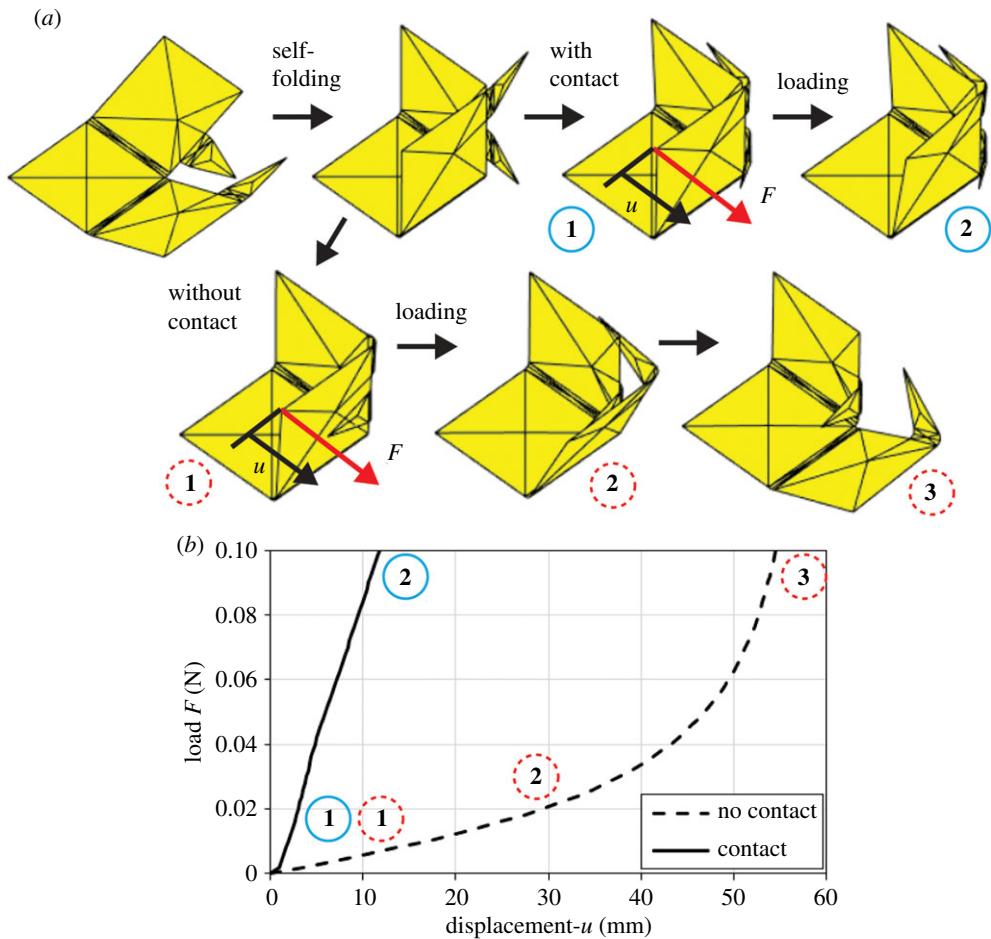 (a)
self-
folding
with
contact
loading
u
F
1
2
without
contact
loading
u
F
1
2
3
(b)
0.10
0.08
0.06
0.04
0.02
0
load F (N)
2
3
2
1
1
no contact
contact
0
10
20
30
40
50
60
displacement-u (mm)